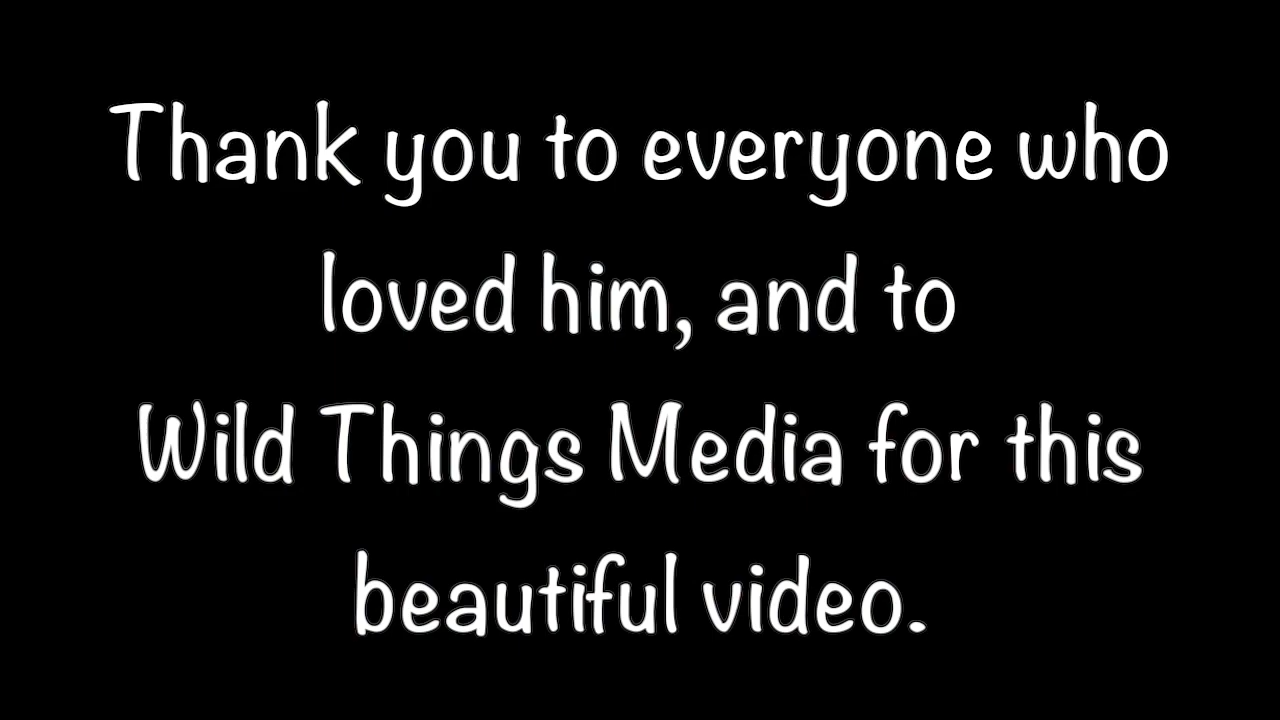 Thank you to everyone who
loved him, and to
Wild Things Media for this
beautiful video.